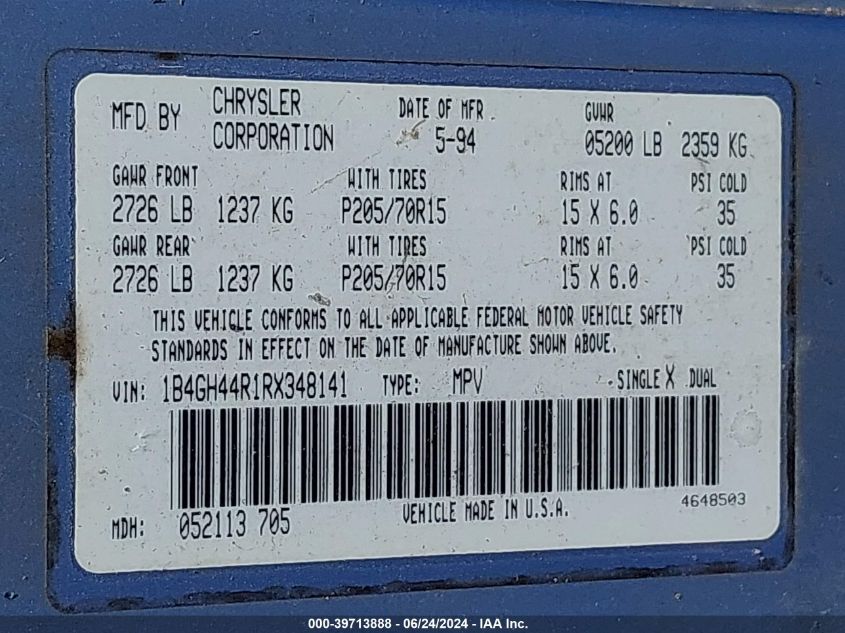 MFD BY CHRYSLER CORPORATION DATE OF MFR 5-94 GVWR 05200 LB 2359 KG
GAWR FRONT WITH TIRES RIMS AT PSI COLD
2726 LB 1237 KG P205/70R15 15 X 6.0 35
GAWR REAR WITH TIRES RIMS AT PSI COLD
2726 LB 1237 KG P205/70R15 15 X 6.0 35
THIS VEHICLE CONFORMS TO ALL APPLICABLE FEDERAL MOTOR VEHICLE SAFETY
STANDARDS IN EFFECT ON THE DATE OF MANUFACTURE SHOWN ABOVE.
VIN: 1B4GH44R1RX348141 TYPE: MPV SINGLE X DUAL
MDH: 052113 705 VEHICLE MADE IN U.S.A. 4648503
000-39713888 - 06/24/2024 - IAA Inc.